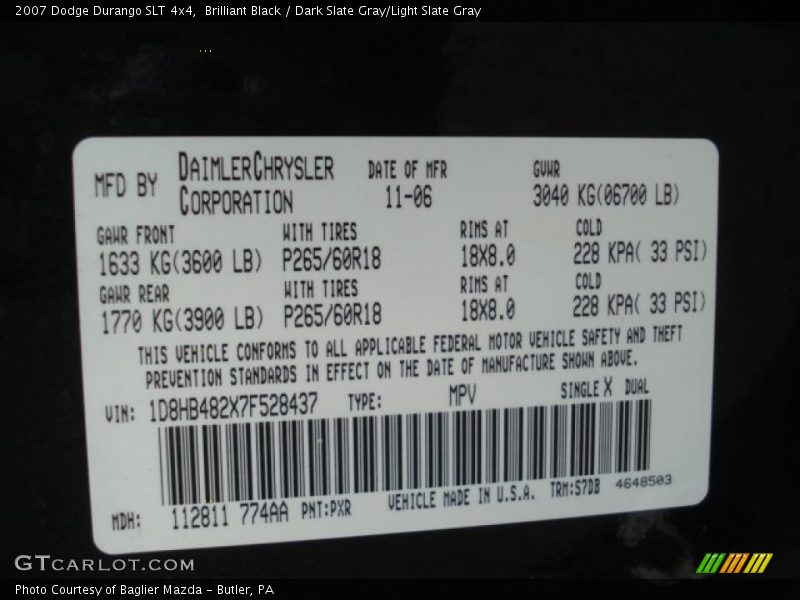 2007 Dodge Durango SLT 4x4,  Brilliant Black / Dark Slate Gray/Light Slate Gray
MFD BY DAIMLERCHRYSLER CORPORATION DATE OF MFR 11-06 GVWR 3040 KG(06700 LB)
GAWR FRONT WITH TIRES RIMS AT COLD
1633 KG(3600 LB) P265/60R18 18X8.0 228 KPA( 33 PSI)
GAWR REAR WITH TIRES RIMS AT COLD
1770 KG(3900 LB) P265/60R18 18X8.0 228 KPA( 33 PSI)
THIS VEHICLE CONFORMS TO ALL APPLICABLE FEDERAL MOTOR VEHICLE SAFETY AND THEFT
PREVENTION STANDARDS IN EFFECT ON THE DATE OF MANUFACTURE SHOWN ABOVE.
VIN: 1D8HB482X7F528437 TYPE: MPV SINGLE X DUAL
MDH: 112811 774AA PNT:PXR VEHICLE MADE IN U.S.A. TRM:S7DB 4648503
GTCARLOT.COM
Photo Courtesy of Baglier Mazda - Butler, PA